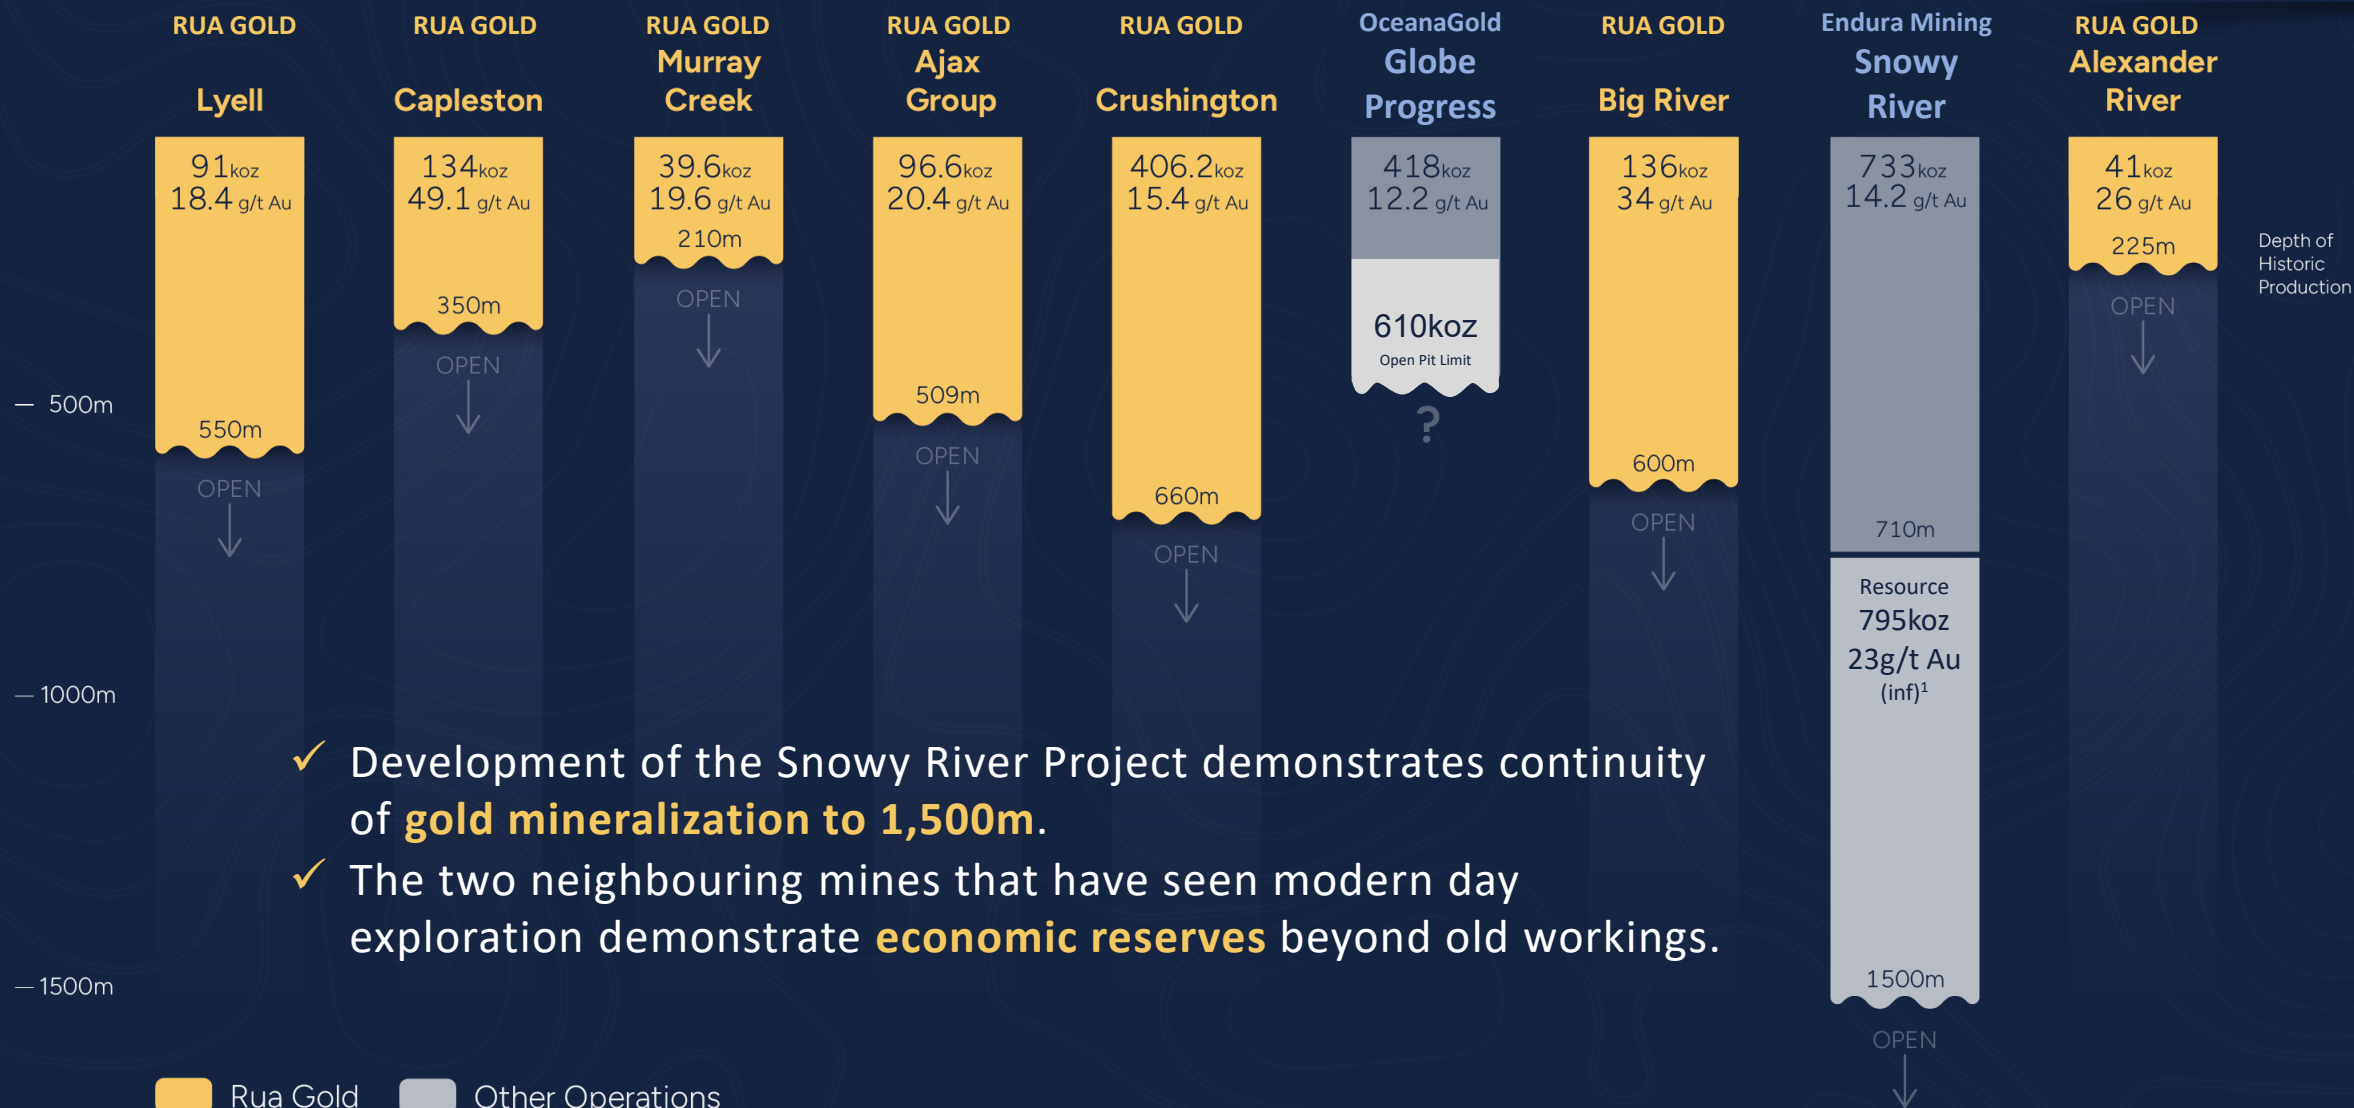 RUA GOLD
Lyell
91koz
18.4 g/t Au
550m
OPEN
RUA GOLD
Capleston
134koz
49.1 g/t Au
350m
OPEN
RUA GOLD
Murray
Creek
39.6koz
19.6 g/t Au
210m
OPEN
RUA GOLD
Ajax
Group
96.6koz
20.4 g/t Au
509m
OPEN
RUA GOLD
Crushington
406.2koz
15.4 g/t Au
660m
OPEN
OceanaGold
Globe
Progress
418koz
12.2 g/t Au
610koz
Open Pit Limit
?
RUA GOLD
Big River
136koz
34 g/t Au
600m
OPEN
Endura Mining
Snowy
River
733koz
14.2 g/t Au
710m
Resource
795koz
23g/t Au
(inf)¹
1500m
OPEN
RUA GOLD
Alexander
River
41koz
26 g/t Au
225m
OPEN
Depth of
Historic
Production
— 500m
— 1000m
— 1500m
✓ Development of the Snowy River Project demonstrates continuity
of gold mineralization to 1,500m.
✓ The two neighbouring mines that have seen modern day
exploration demonstrate economic reserves beyond old workings.
Rua Gold
Other Operations